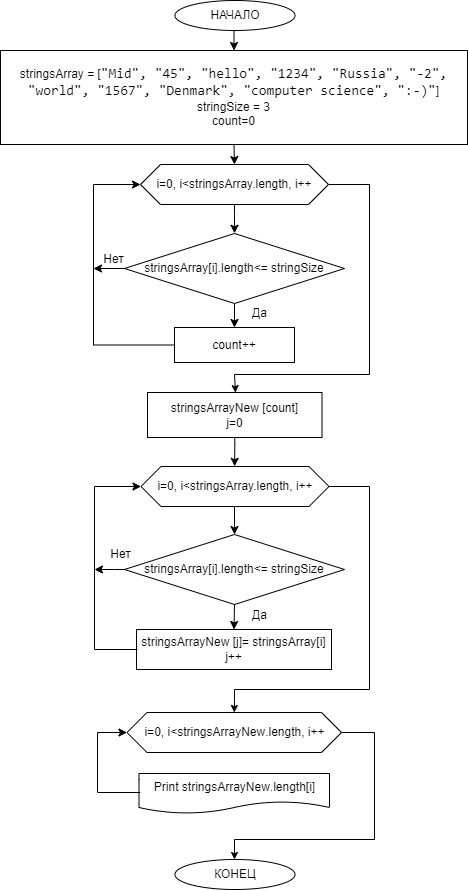 НАЧАЛО
stringsArray = ["Mid", "45", "hello", "1234", "Russia", "-2",
"world", "1567", "Denmark", "computer science", ":-)"]
stringSize = 3
count=0
i=0, i<stringsArray.length, i++
Нет
stringsArray[i].length<= stringSize
Да
count++
stringsArrayNew [count]
j=0
i=0, i<stringsArray.length, i++
Нет
stringsArray[i].length<= stringSize
Да
stringsArrayNew [j]= stringsArray[i]
j++
i=0, i<stringsArrayNew.length, i++
Print stringsArrayNew.length[i]
КОНЕЦ